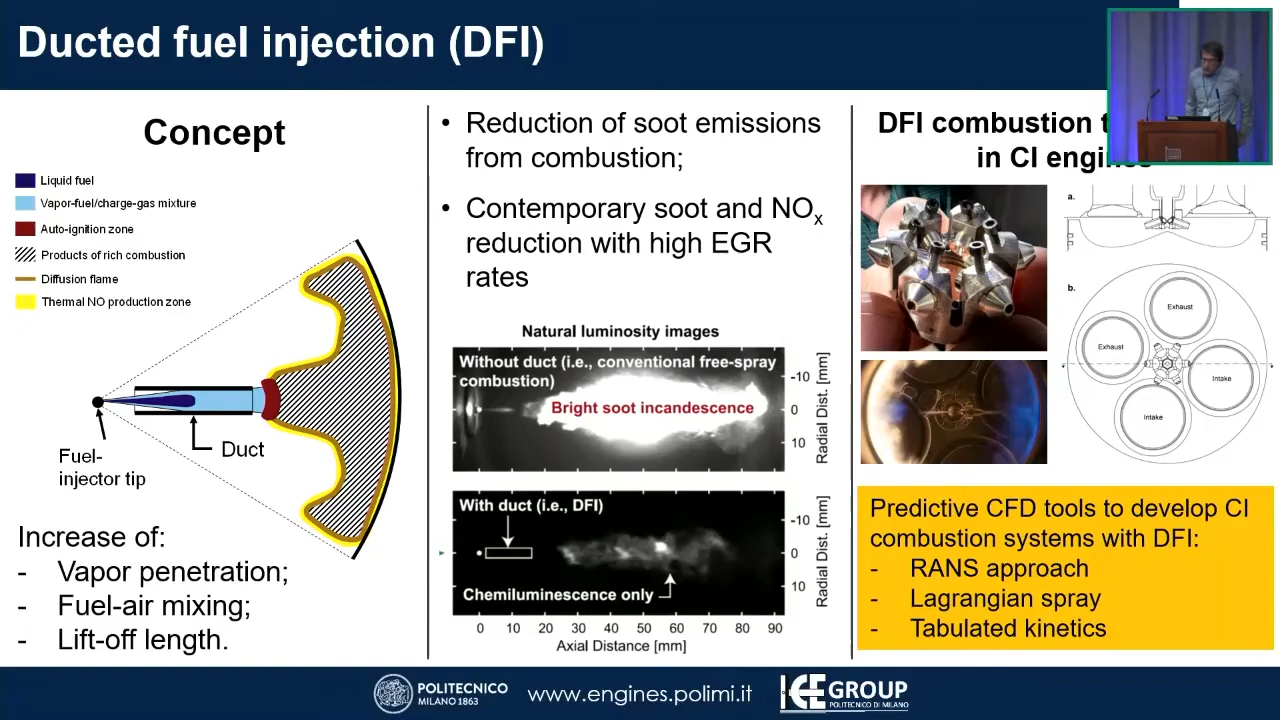 Ducted fuel injection (DFI)
Concept
Liquid fuel
Vapor-fuel/charge-gas mixture
Auto-ignition zone
Products of rich combustion
Diffusion flame
Thermal NO production zone
Fuel-
injector tip
Duct
Increase of:
- Vapor penetration;
- Fuel-air mixing;
- Lift-off length.
• Reduction of soot emissions
from combustion;
• Contemporary soot and NOx
reduction with high EGR
rates
Natural luminosity images
Without duct (i.e., conventional free-spray
combustion)
Bright soot incandescence
-10
0
10
Radial Dist. [mm]
With duct (i.e., DFI)
Chemiluminescence only
-10
0
10
Radial Dist. [mm]
0 10 20 30 40 50 60 70 80 90
Axial Distance [mm]
DFI combustion
in CI
a.
b.
Exhaust
Exhaust
Intake
Intake
Predictive CFD tools to develop CI
combustion systems with DFI:
- RANS approach
- Lagrangian spray
- Tabulated kinetics
POLITECNICO
MILANO 1863
www.engines.polimi.it
ICE GROUP
POLITECNICO DI MILANO